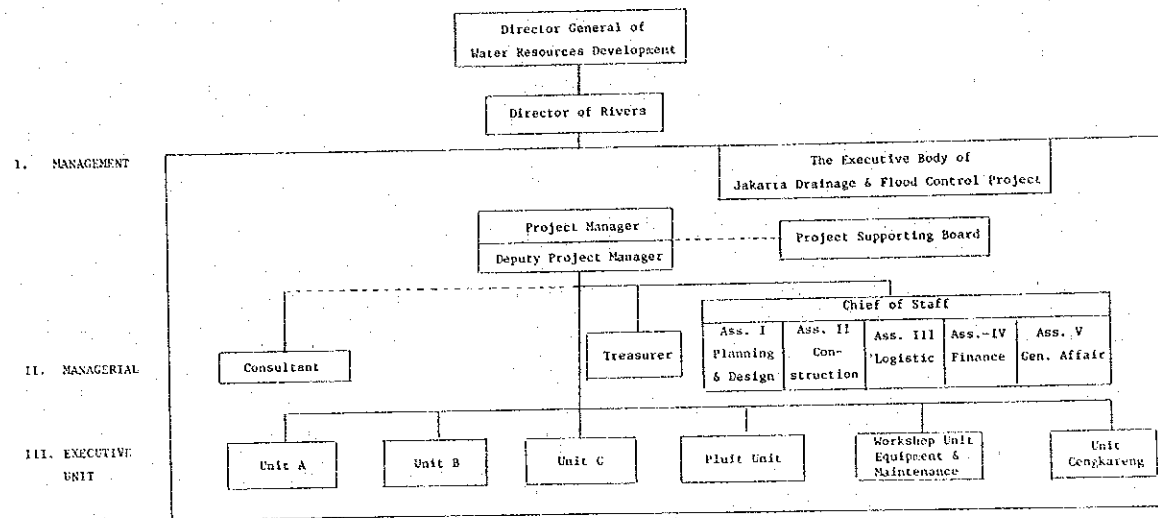 Director General of
Water Resources Development
Director of Rivers
I. MANAGEMENT
The Executive Body of
Jakarta Drainage & Flood Control Project
Project Manager
Deputy Project Manager
Project Supporting Board
II. MANAGERIAL
Consultant
Treasurer
Chief of Staff
Ass. I
Planning
& Design
Ass. II
Con-
struction
Ass. III
Logistic
Ass.-IV
Finance
Ass. V
Gen. Affair
III. EXECUTIVE
UNIT
Unit A
Unit B
Unit C
Pluit Unit
Workshop Unit
Equipment &
Maintenance
Unit
Cengkareng